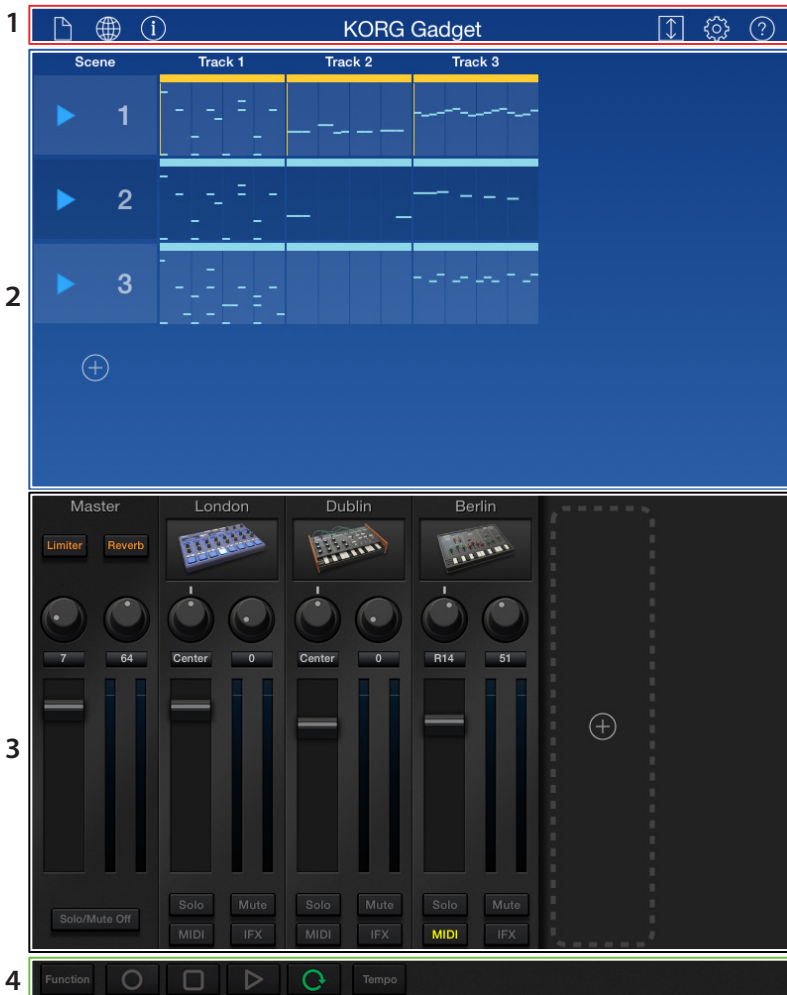 1
KORG Gadget
2
Scene Track 1 Track 2 Track 3
1
2
3
3
Master London Dublin Berlin
Limiter Reverb
7 64 Center 0 Center 0 R14 51
Solo Mute Solo Mute Solo Mute
Solo/Mute Off
MIDI IFX MIDI IFX MIDI IFX
4
Function Tempo